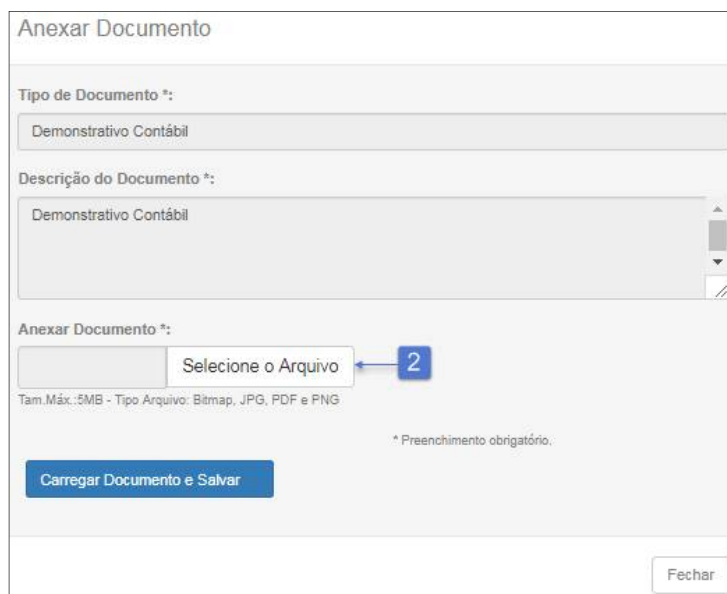 Anexar Documento
Tipo de Documento *:
Demonstrativo Contábil
Descrição do Documento *:
Demonstrativo Contábil
Anexar Documento *:
Selecione o Arquivo
2
Tam.Máx.:5MB - Tipo Arquivo: Bitmap, JPG, PDF e PNG
* Preenchimento obrigatório.
Carregar Documento e Salvar
Fechar